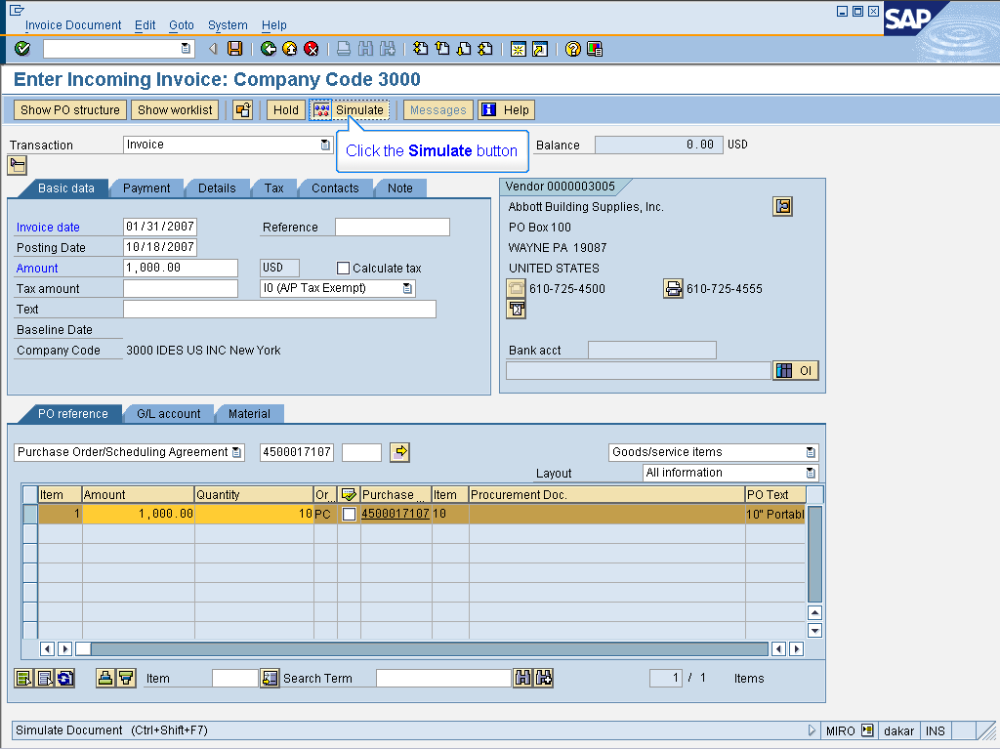 Invoice Document Edit Goto System Help
SAP
Enter Incoming Invoice: Company Code 3000
Show PO structure Show worklist Hold Simulate Messages Help
Click the Simulate button
Transaction Invoice Balance 0.00 USD
Basic data Payment Details Tax Contacts Note
Invoice date 01/31/2007 Reference
Posting Date 10/18/2007
Amount 1,000.00 USD Calculate tax
Tax amount I0 (A/P Tax Exempt)
Text
Baseline Date
Company Code 3000 IDES US INC New York
Vendor 0000003005
Abbott Building Supplies, Inc.
PO Box 100
WAYNE PA 19087
UNITED STATES
610-725-4500 610-725-4555
Bank acct
OI
PO reference G/L account Material
Purchase Order/Scheduling Agreement 4500017107 Goods/service items
Layout All information
Item Amount Quantity Or... Purchase ... Item Procurement Doc. PO Text
1 1,000.00 10 PC 4500017107 10 10" Portabl
Item Search Term 1 / 1 Items
Simulate Document (Ctrl+Shift+F7) MIRO dakar INS